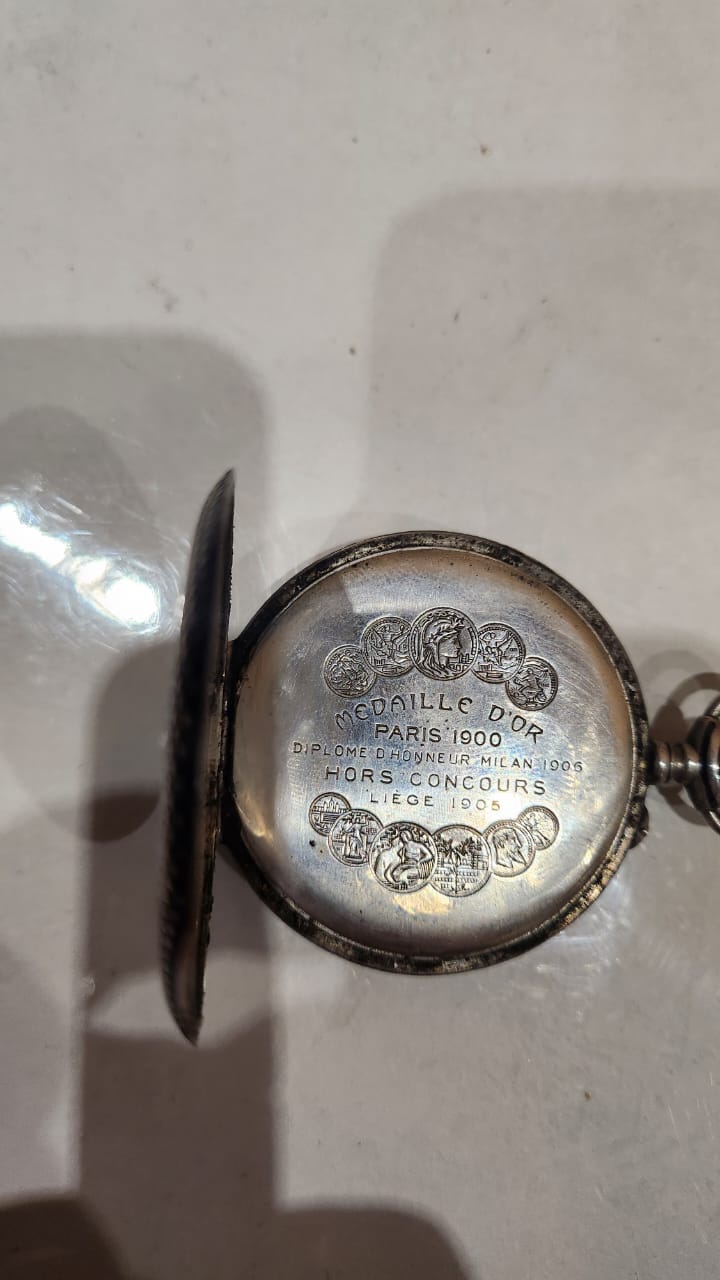 MEDAILLE D'OR
PARIS 1900
DIPLOME D'HONNEUR MILAN 1906
HORS CONCOURS
LIÈGE 1905